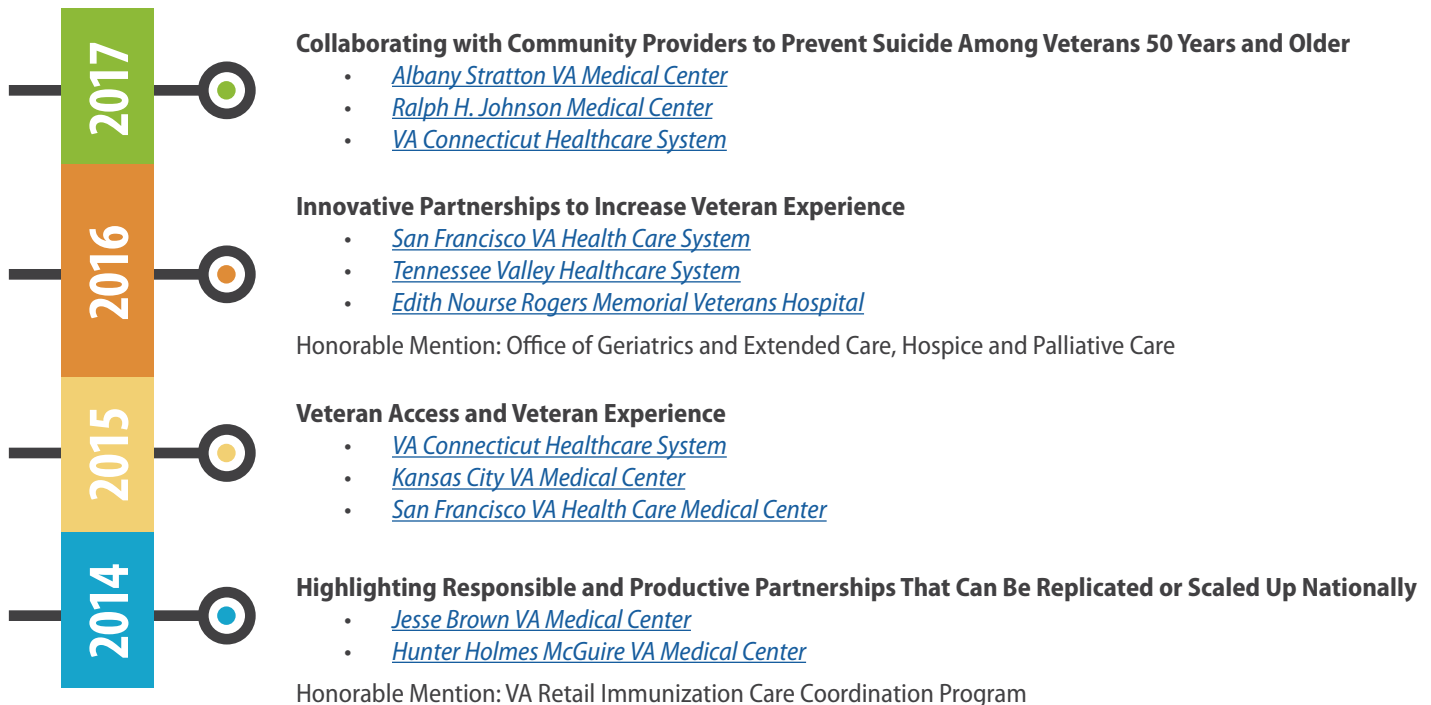 2017
Collaborating with Community Providers to Prevent Suicide Among Veterans 50 Years and Older
• Albany Stratton VA Medical Center
• Ralph H. Johnson Medical Center
• VA Connecticut Healthcare System
2016
Innovative Partnerships to Increase Veteran Experience
• San Francisco VA Health Care System
• Tennessee Valley Healthcare System
• Edith Nourse Rogers Memorial Veterans Hospital
Honorable Mention: Office of Geriatrics and Extended Care, Hospice and Palliative Care
2015
Veteran Access and Veteran Experience
• VA Connecticut Healthcare System
• Kansas City VA Medical Center
• San Francisco VA Health Care Medical Center
2014
Highlighting Responsible and Productive Partnerships That Can Be Replicated or Scaled Up Nationally
• Jesse Brown VA Medical Center
• Hunter Holmes McGuire VA Medical Center
Honorable Mention: VA Retail Immunization Care Coordination Program